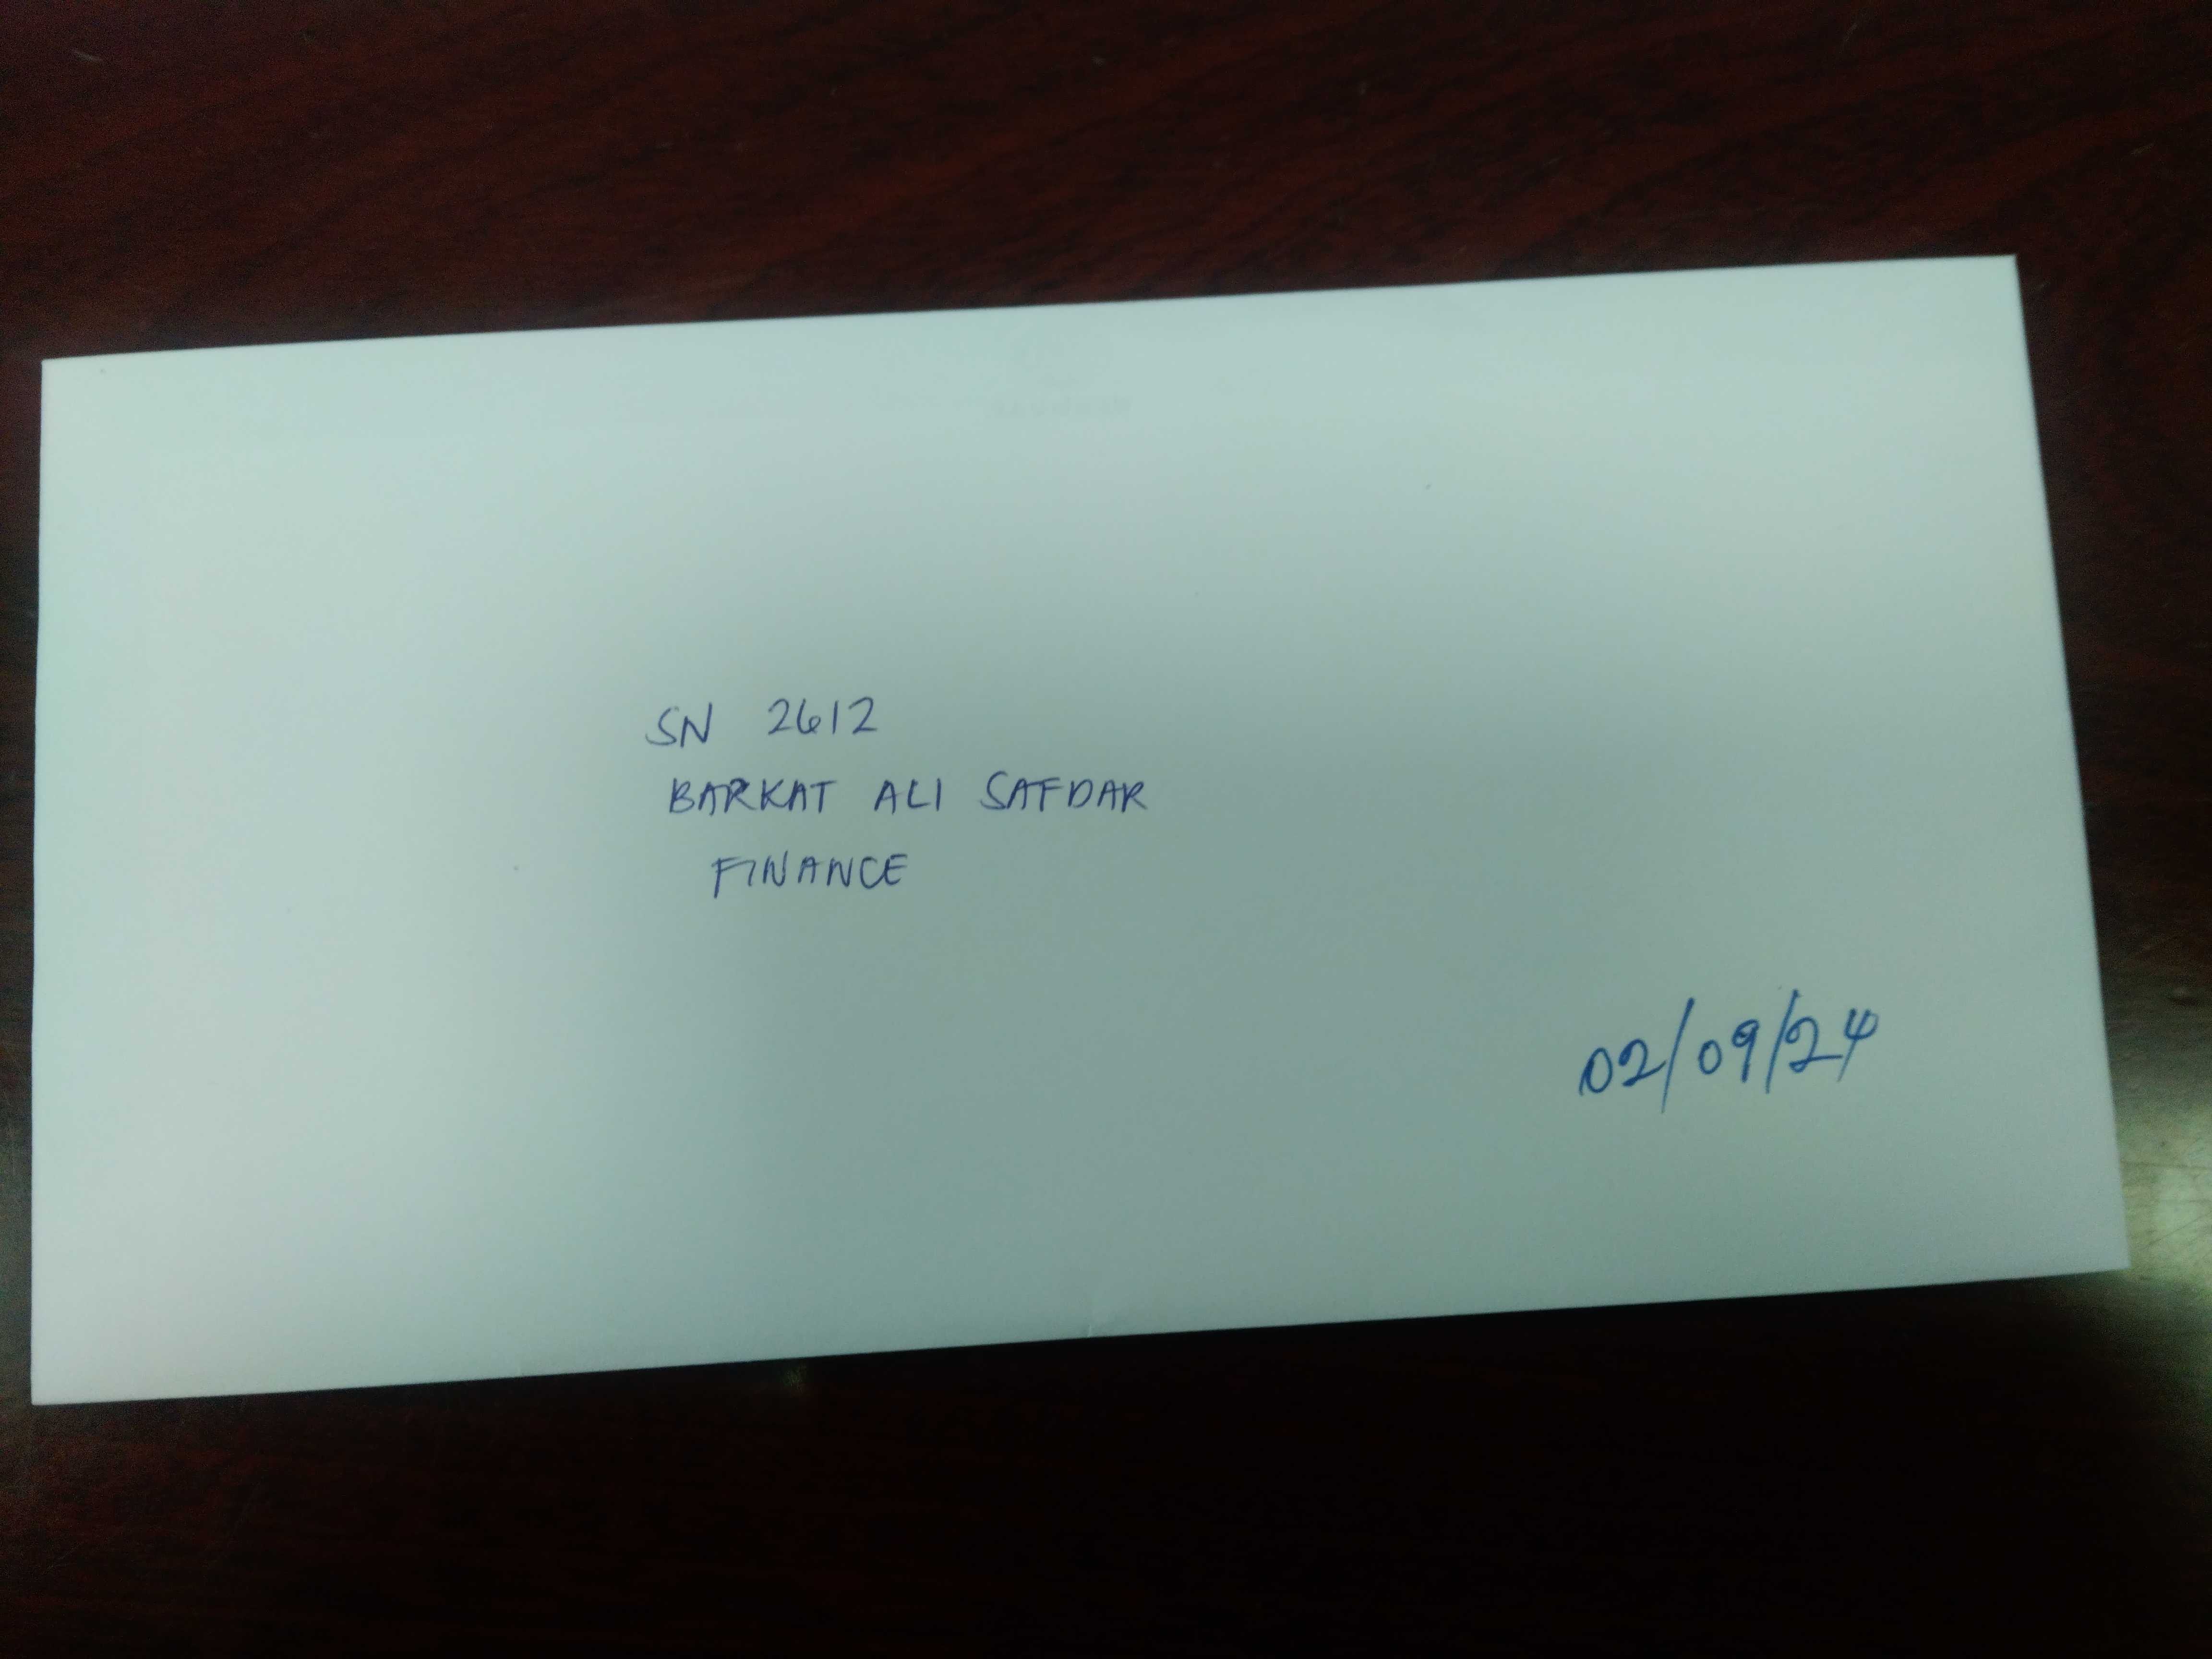 SN 2612
BARKAT ALI SAFDAR
FINANCE
02/09/24